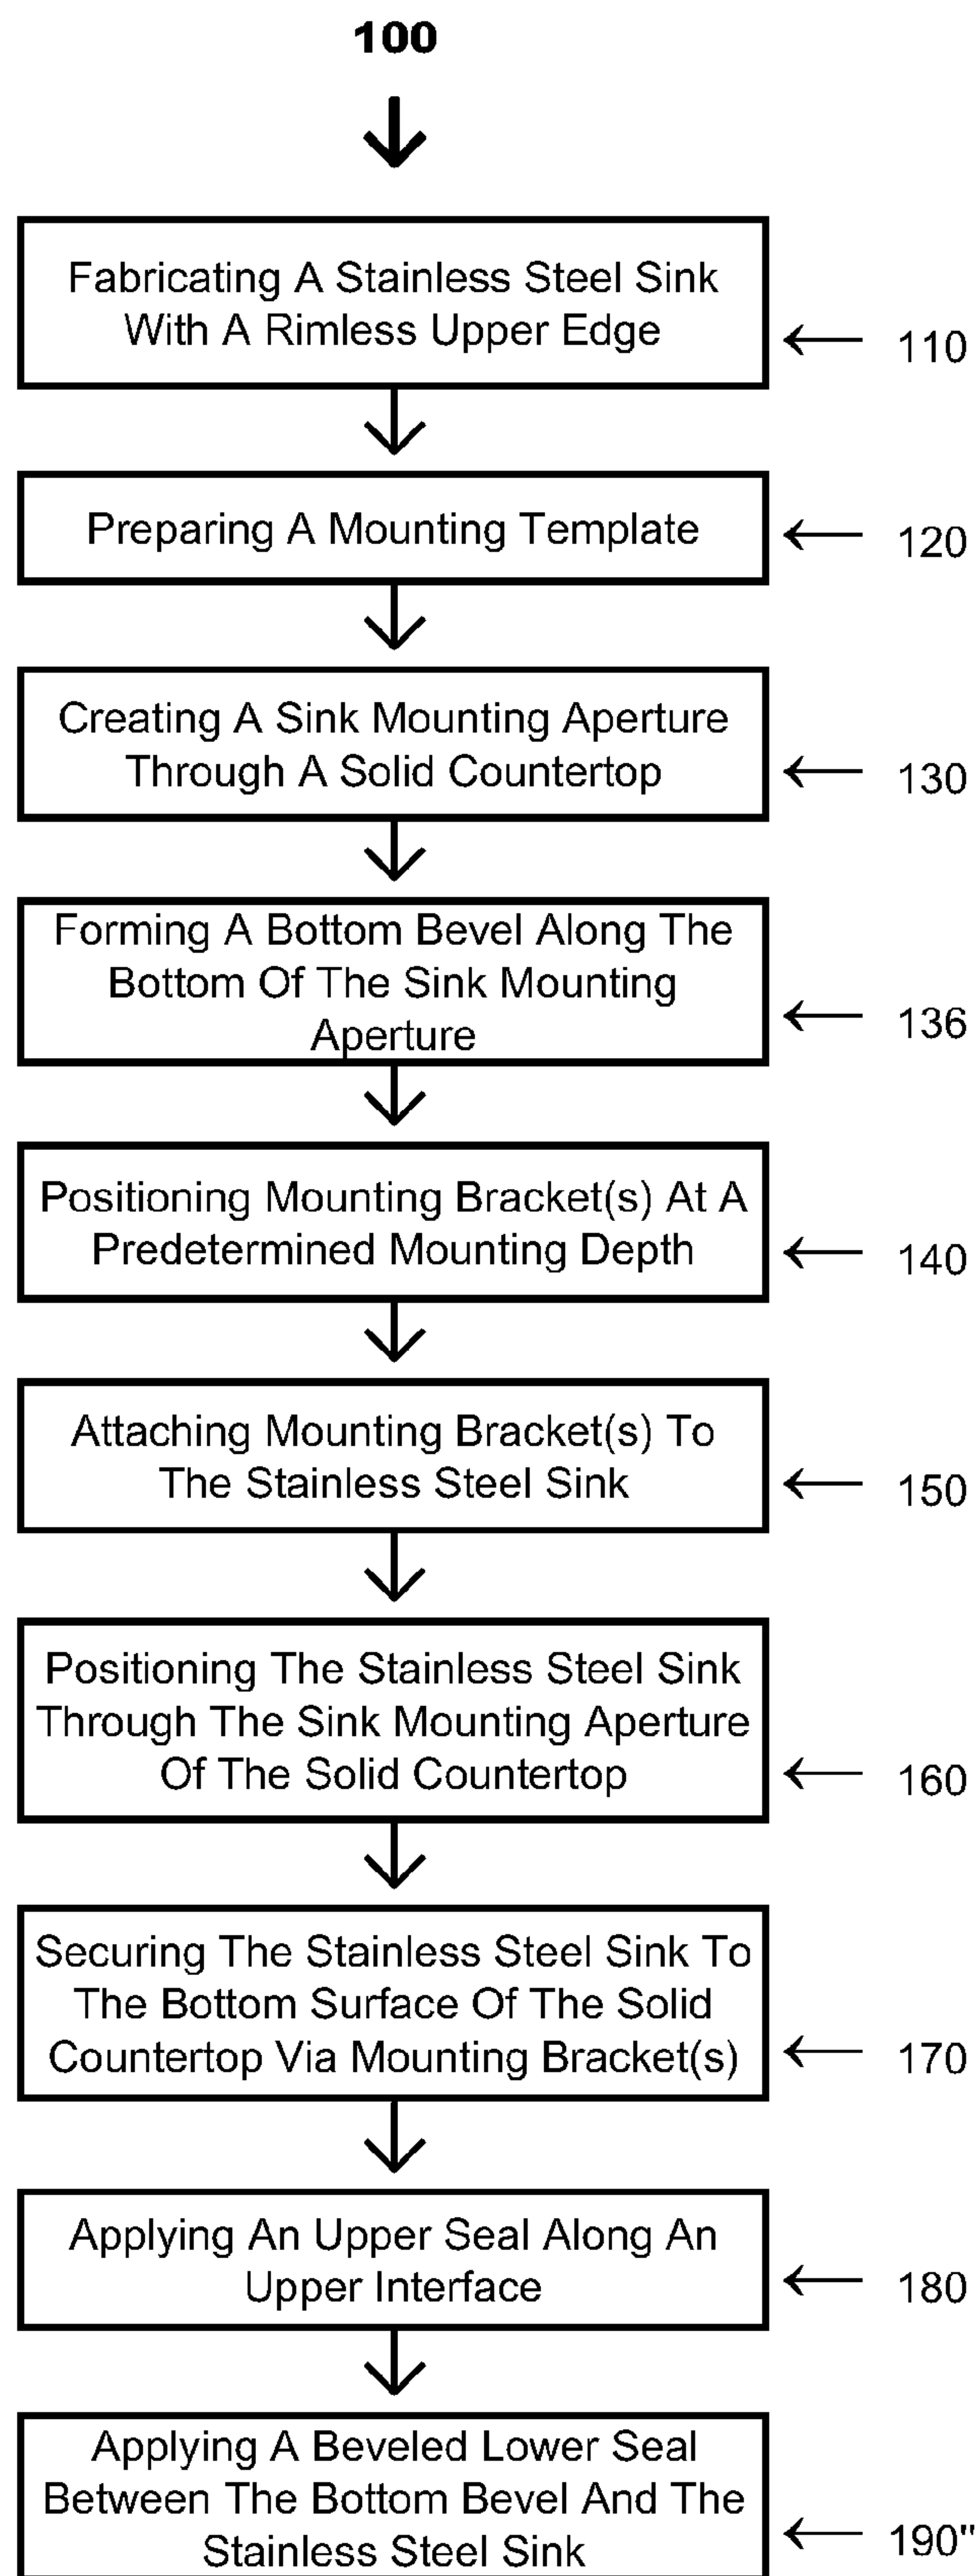 100
Fabricating A Stainless Steel Sink
With A Rimless Upper Edge
110
Preparing A Mounting Template
120
Creating A Sink Mounting Aperture
Through A Solid Countertop
130
Forming A Bottom Bevel Along The
Bottom Of The Sink Mounting
Aperture
136
Positioning Mounting Bracket(s) At A
Predetermined Mounting Depth
140
Attaching Mounting Bracket(s) To
The Stainless Steel Sink
150
Positioning The Stainless Steel Sink
Through The Sink Mounting Aperture
Of The Solid Countertop
160
Securing The Stainless Steel Sink To
The Bottom Surface Of The Solid
Countertop Via Mounting Bracket(s)
170
Applying An Upper Seal Along An
Upper Interface
180
Applying A Beveled Lower Seal
Between The Bottom Bevel And The
Stainless Steel Sink
190"